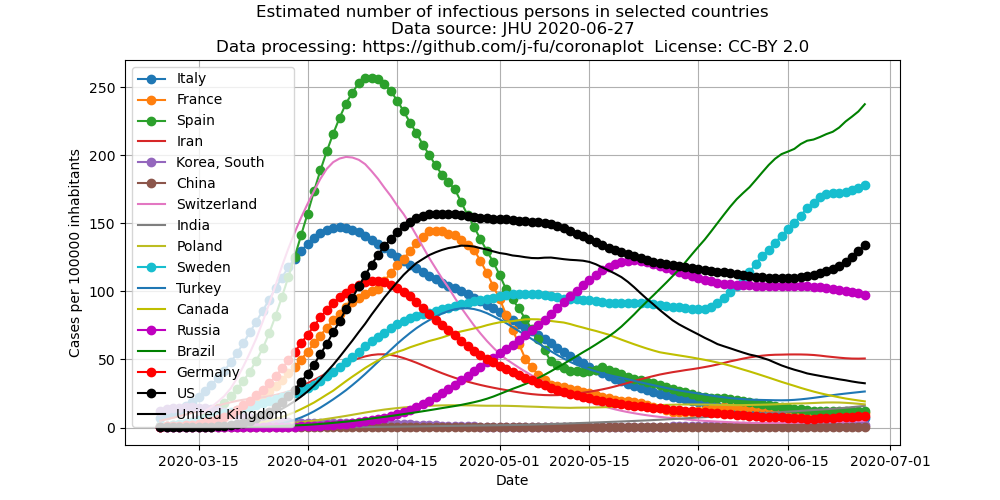 Estimated number of infectious persons in selected countries
Data source: JHU 2020-06-27
Data processing: https://github.com/j-fu/coronaplot  License: CC-BY 2.0
Cases per 100000 inhabitants
250
200
150
100
50
0
Italy
France
Spain
Iran
Korea, South
China
Switzerland
India
Poland
Sweden
Turkey
Canada
Russia
Brazil
Germany
US
United Kingdom
2020-03-15
2020-04-01
2020-04-15
2020-05-01
2020-05-15
2020-06-01
2020-06-15
2020-07-01
Date